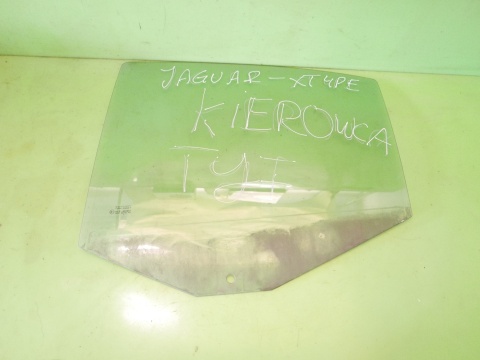 JAGUAR - XTYPE
KIEROWCA
TYŁ